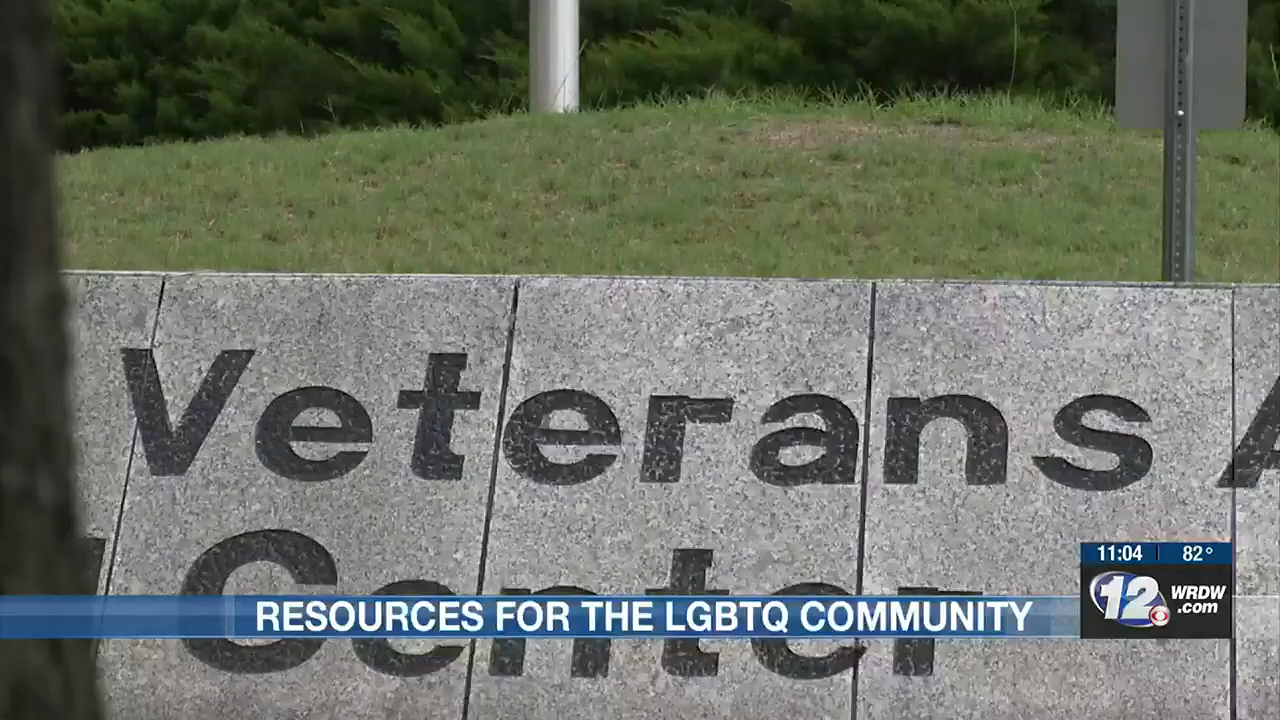 Veterans A
Center
11:04 82°
12 WRDW
.com
RESOURCES FOR THE LGBTQ COMMUNITY